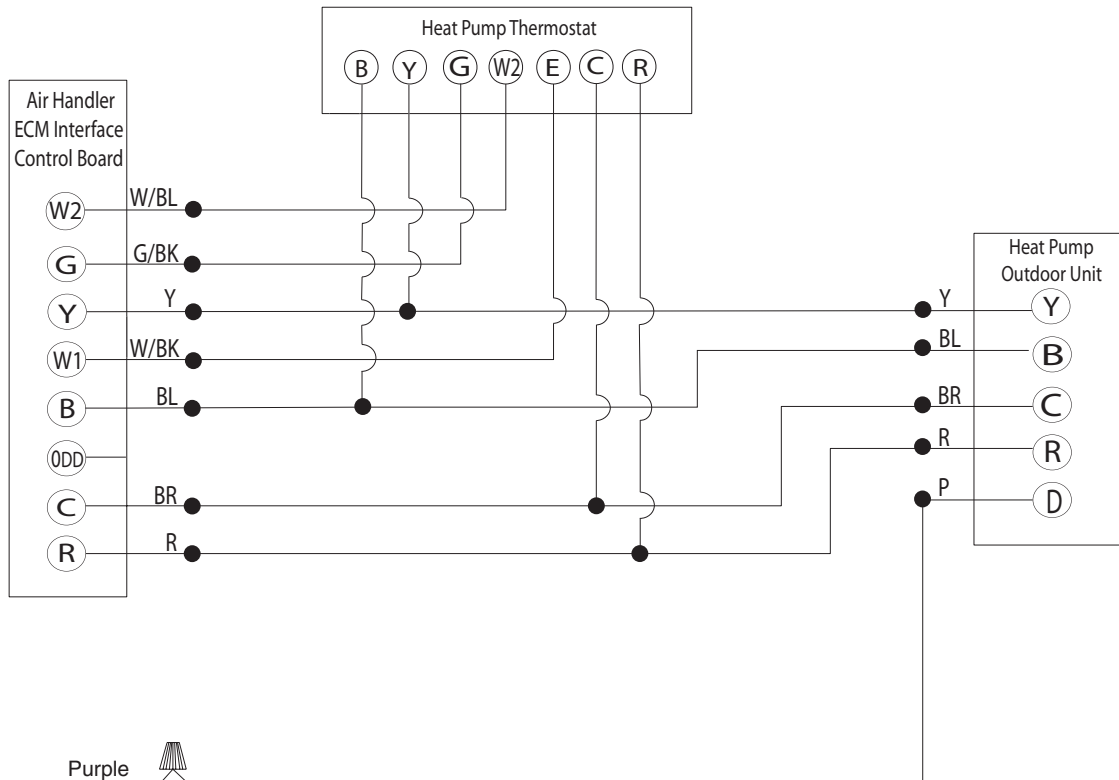 Heat Pump Thermostat
B Y G W2 E C R
Air Handler
ECM Interface
Control Board
W2 W/BL
G G/BK
Y Y
W1 W/BK
B BL
ODD
C BR
R R
Heat Pump
Outdoor Unit
Y Y
BL B
BR C
R R
P D
Purple